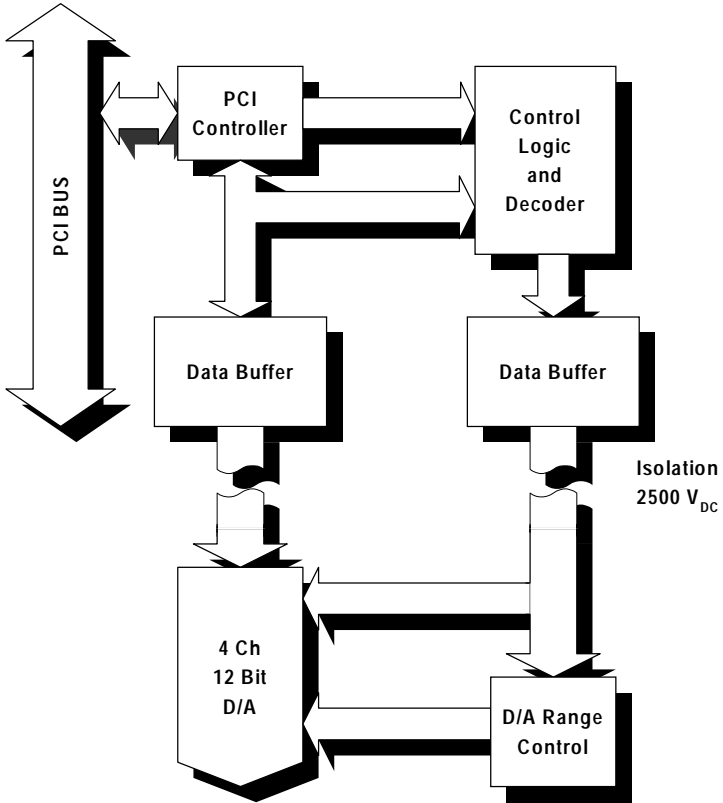 PCI BUS
PCI
Controller
Control
Logic
and
Decoder
Data Buffer
Data Buffer
Isolation
2500 V_DC
4 Ch
12 Bit
D/A
D/A Range
Control